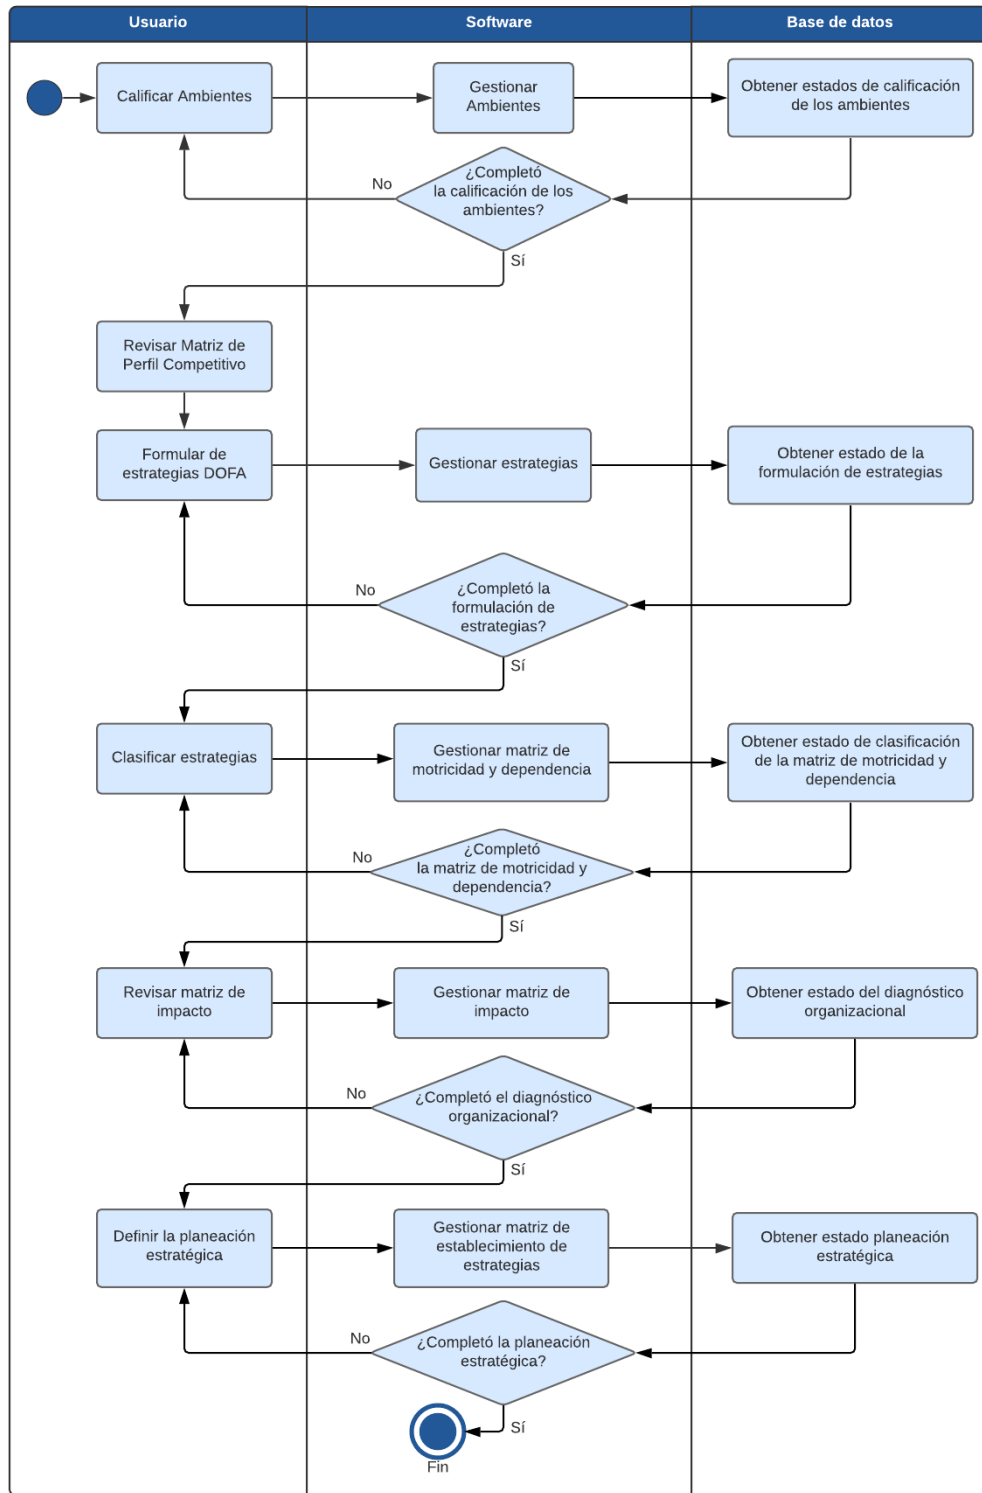 Usuario
Software
Base de datos
Calificar Ambientes
Gestionar
Ambientes
Obtener estados de calificación
de los ambientes
¿Completó
la calificación de los
ambientes?
No
Sí
Revisar Matriz de
Perfil Competitivo
Formular de
estrategias DOFA
Gestionar estrategias
Obtener estado de la
formulación de estrategias
¿Completó la
formulación de
estrategias?
No
Sí
Clasificar estrategias
Gestionar matriz de
motricidad y dependencia
Obtener estado de clasificación
de la matriz de motricidad y
dependencia
¿Completó
la matriz de motricidad y
dependencia?
No
Sí
Revisar matriz de
impacto
Gestionar matriz de
impacto
Obtener estado del diagnóstico
organizacional
¿Completó el diagnóstico
organizacional?
No
Sí
Definir la planeación
estratégica
Gestionar matriz de
establecimiento de
estrategias
Obtener estado planeación
estratégica
¿Completó la planeación
estratégica?
No
Sí
Fin